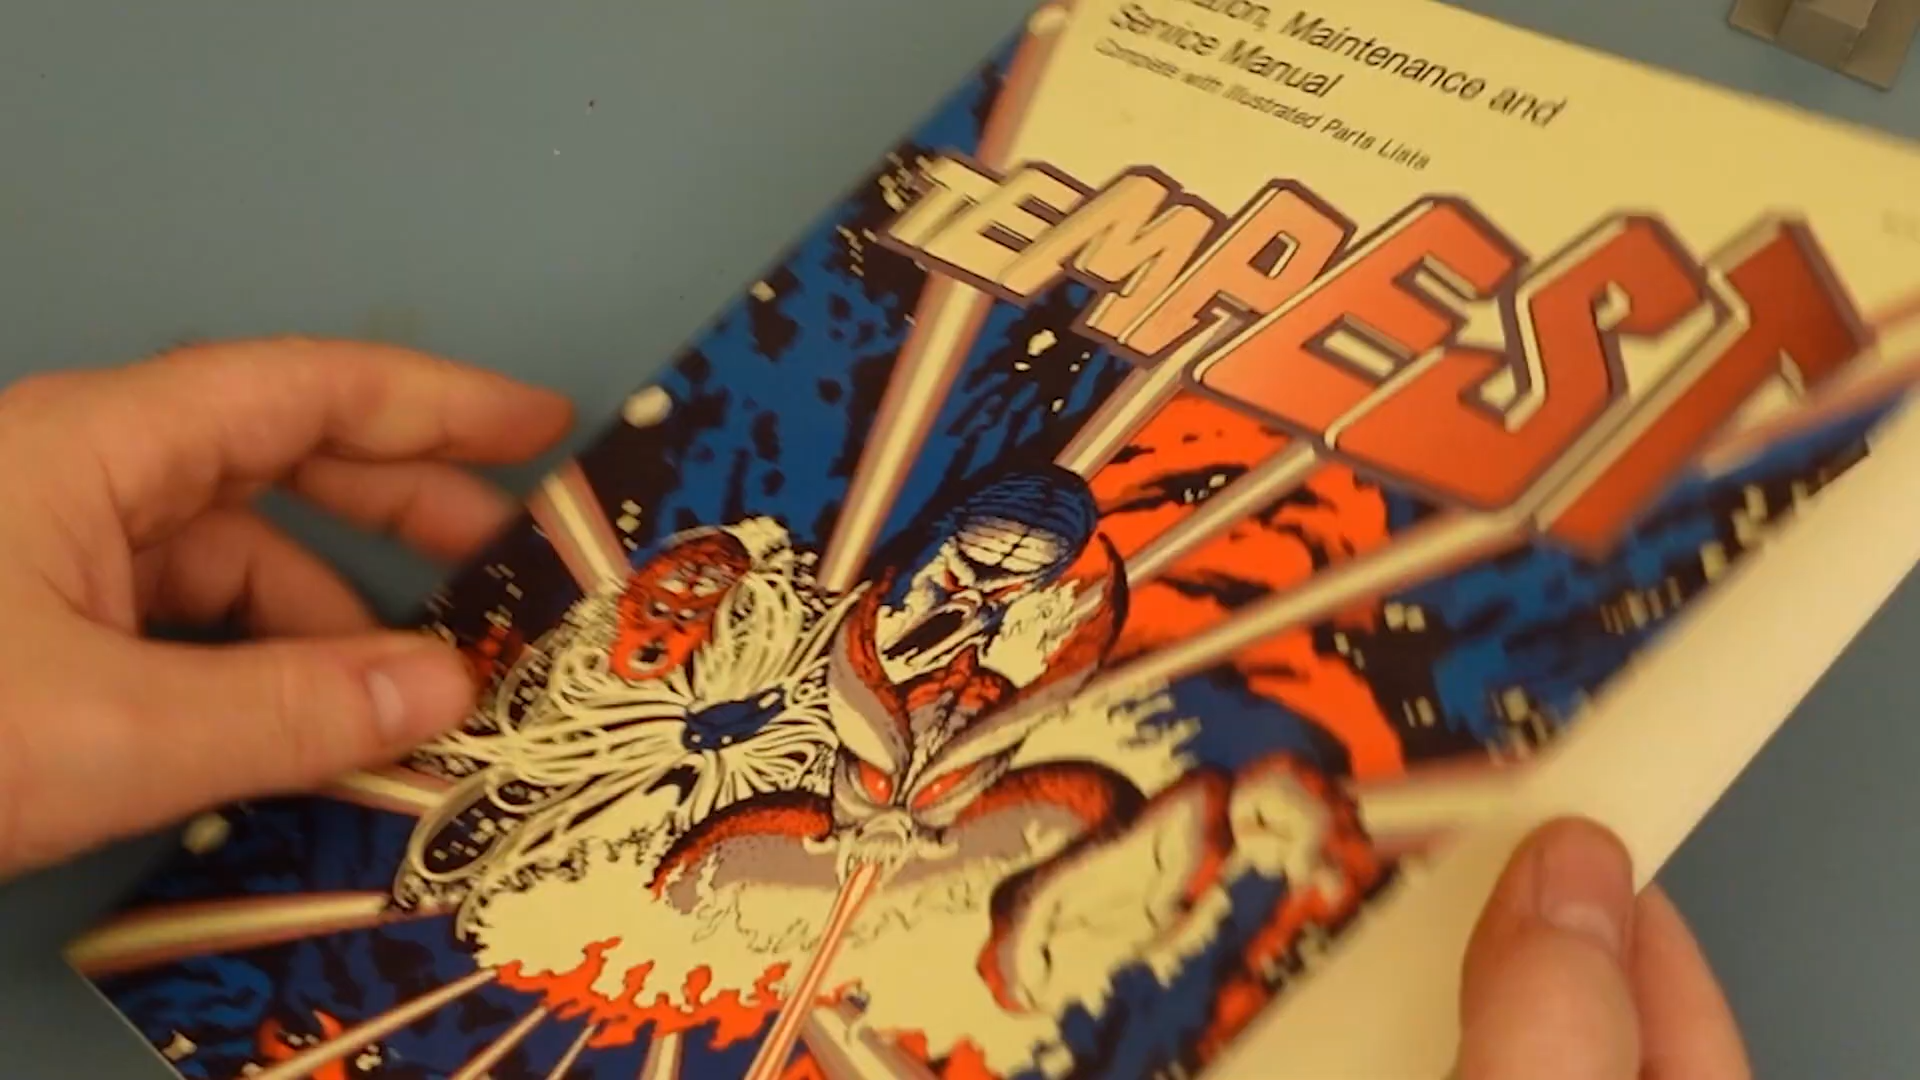 Maintenance and
Service Manual
Complete with Illustrated Parts Lists
TEMPEST